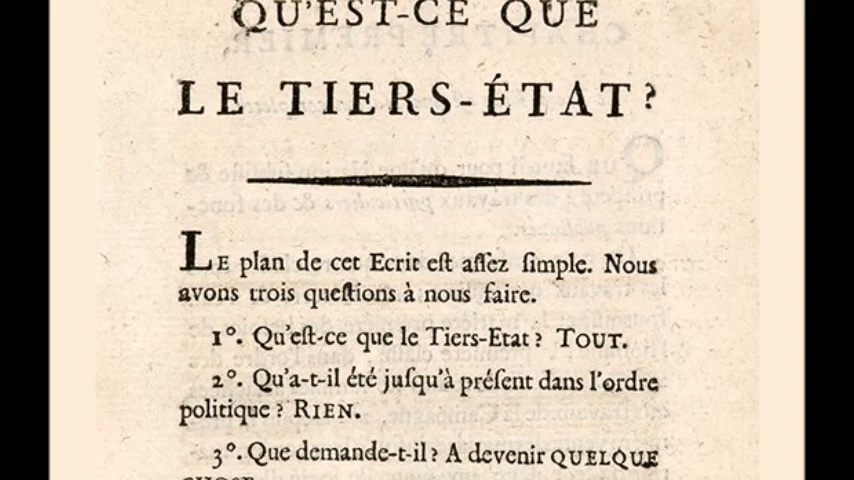 QU'EST-CE QUE
LE TIERS-ÉTAT?
LE plan de cet Ecrit eſt aſſez ſimple. Nous
avons trois queſtions à nous faire.
1°. Qu'eſt-ce que le Tiers-Etat? TOUT.
2°. Qu'a-t-il été juſqu'à préſent dans l'ordre
politique? RIEN.
3°. Que demande-t-il? A devenir QUELQUE
CHOSE.